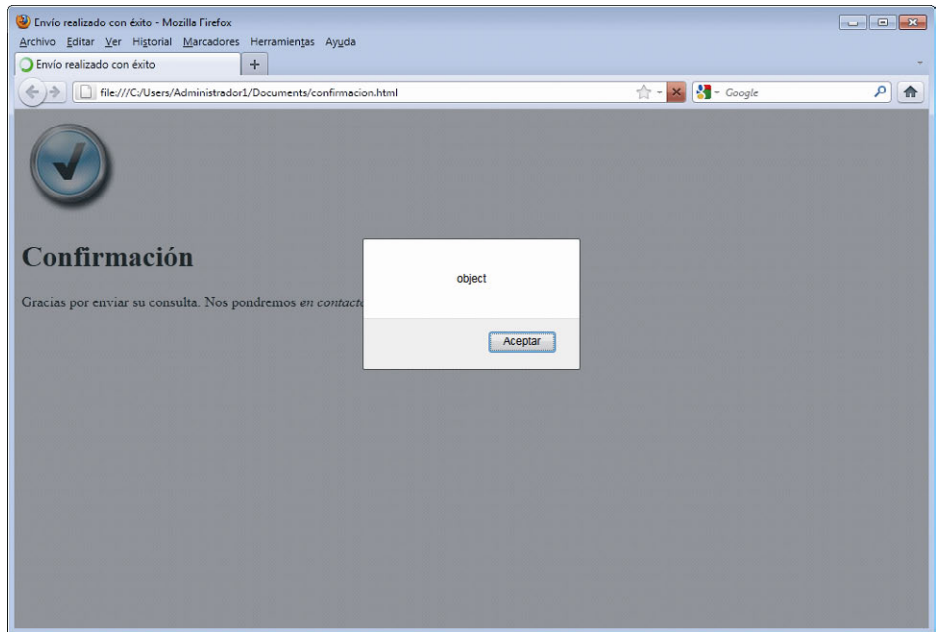 Envío realizado con éxito - Mozilla Firefox
Archivo Editar Ver Historial Marcadores Herramientas Ayuda
Envío realizado con éxito +
file:///C:/Users/Administrador1/Documents/confirmacion.html
Google
Confirmación
Gracias por enviar su consulta. Nos pondremos en contacto
object
Aceptar